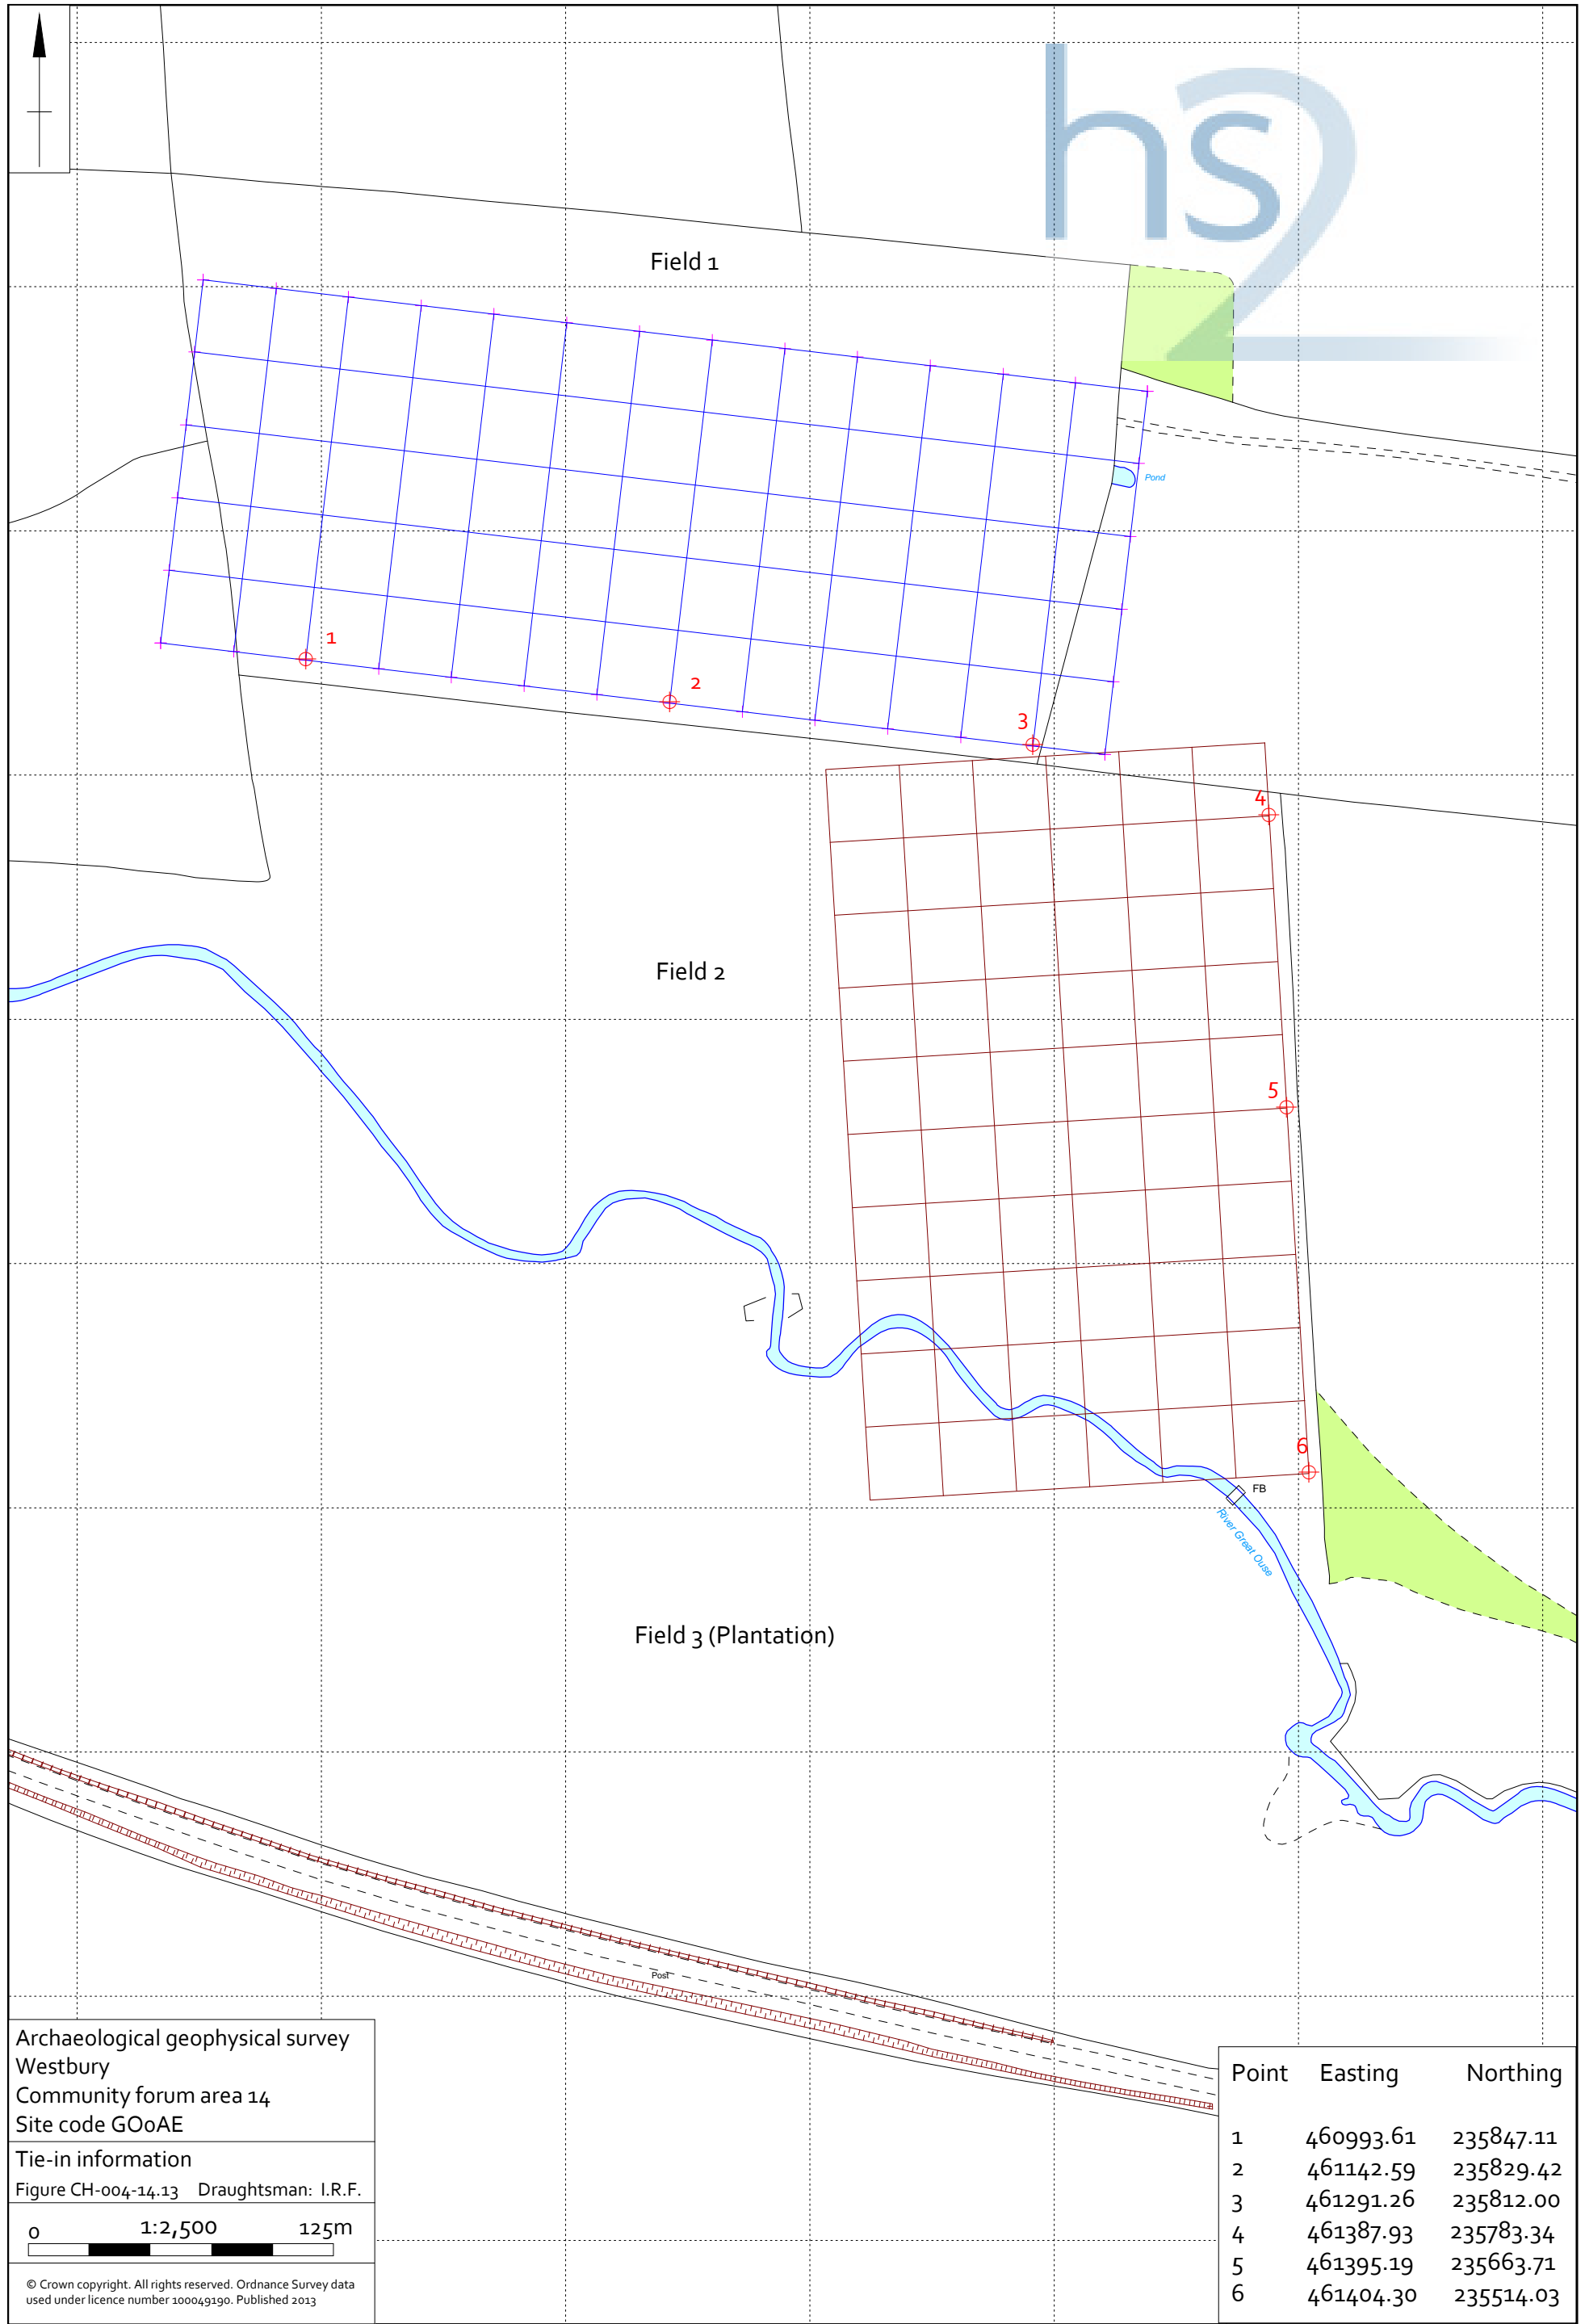 hs2
Field 1
Pond
1
2
3
4
Field 2
5
6
FB
River Great Ouse
Field 3 (Plantation)
Post
Archaeological geophysical survey
Westbury
Community forum area 14
Site code GO0AE
Tie-in information
Figure CH-004-14.13 Draughtsman: I.R.F.
0 1:2,500 125m
© Crown copyright. All rights reserved. Ordnance Survey data
used under licence number 100049190. Published 2013
Point Easting Northing
1 460993.61 235847.11
2 461142.59 235829.42
3 461291.26 235812.00
4 461387.93 235783.34
5 461395.19 235663.71
6 461404.30 235514.03